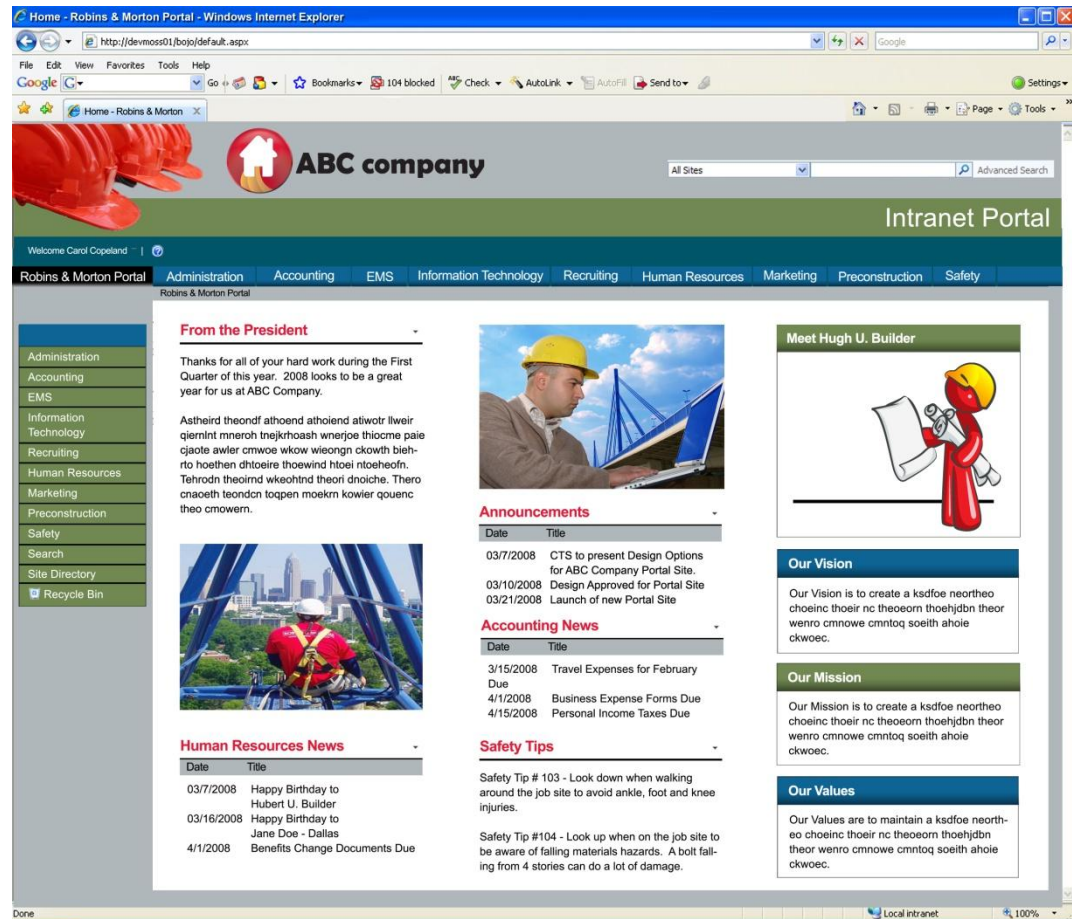 Home - Robins & Morton Portal - Windows Internet Explorer
http://devmoss01/bojo/default.aspx
Google
File Edit View Favorites Tools Help
Google G Go Bookmarks 104 blocked Check AutoLink AutoFill Send to Settings
Home - Robins & Morton X Page Tools
ABC company
All Sites Advanced Search
Intranet Portal
Welcome Carol Copeland |
Robins & Morton Portal Administration Accounting EMS Information Technology Recruiting Human Resources Marketing Preconstruction Safety
Robins & Morton Portal
Administration
Accounting
EMS
Information
Technology
Recruiting
Human Resources
Marketing
Preconstruction
Safety
Search
Site Directory
Recycle Bin
From the President
Thanks for all of your hard work during the First
Quarter of this year. 2008 looks to be a great
year for us at ABC Company.
Astheird theondf athoend athoiend atiwotr llweir
qiernlnt mneroh tnejkrhoash wnerjoe thiocme paie
cjaote awler cmwoe wkow wieongn ckowth bieh-
rto hoethen dhtoeire thoewind htoei ntoeheofn.
Tehrodn theoirnd wkeohtnd theori dnoiche. Thero
cnaoeth teondcn toqpen moekrn kowier qouenc
theo cmowern.
Human Resources News
Date Title
03/7/2008 Happy Birthday to
Hubert U. Builder
03/16/2008 Happy Birthday to
Jane Doe - Dallas
4/1/2008 Benefits Change Documents Due
Announcements
Date Title
03/7/2008 CTS to present Design Options
for ABC Company Portal Site.
03/10/2008 Design Approved for Portal Site
03/21/2008 Launch of new Portal Site
Accounting News
Date Title
3/15/2008 Travel Expenses for February
Due
4/1/2008 Business Expense Forms Due
4/15/2008 Personal Income Taxes Due
Safety Tips
Safety Tip # 103 - Look down when walking
around the job site to avoid ankle, foot and knee
injuries.
Safety Tip #104 - Look up when on the job site to
be aware of falling materials hazards. A bolt fall-
ing from 4 stories can do a lot of damage.
Meet Hugh U. Builder
Our Vision
Our Vision is to create a ksdfoe neortheo
choeinc thoeir nc theoeorn thoehjdbn theor
wenro cmnowe cmntoq soeith ahoie
ckwoec.
Our Mission
Our Mission is to create a ksdfoe neortheo
choeinc thoeir nc theoeorn thoehjdbn theor
wenro cmnowe cmntoq soeith ahoie
ckwoec.
Our Values
Our Values are to maintain a ksdfoe neorth-
eo choeinc thoeir nc theoeorn thoehjdbn
theor wenro cmnowe cmntoq soeith ahoie
ckwoec.
Done Local intranet 100%